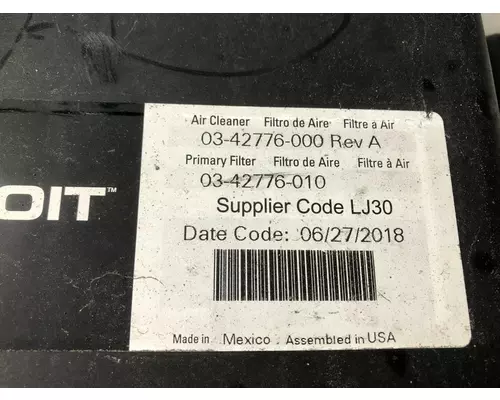 Air Cleaner Filtro de Aire Filtre à Air
03-42776-000 Rev A
Primary Filter Filtro de Aire Filtre à Air
03-42776-010
Supplier Code LJ30
Date Code: 06/27/2018
Made in Mexico. Assembled in USA
OIT™